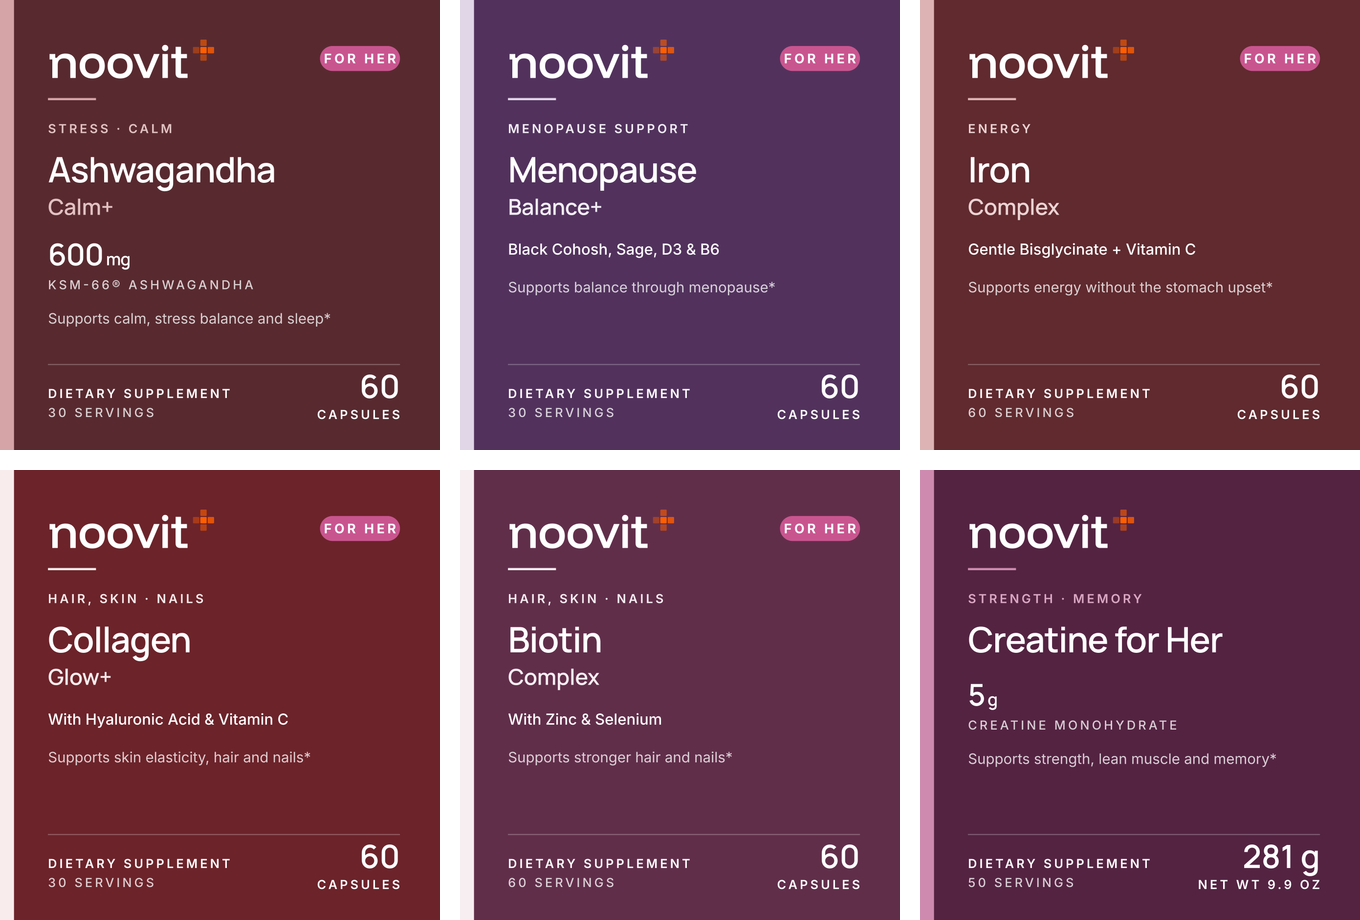 noovit
FOR HER
STRESS · CALM
Ashwagandha
Calm+
600 mg
KSM-66® ASHWAGANDHA
Supports calm, stress balance and sleep*
DIETARY SUPPLEMENT
30 SERVINGS
60
CAPSULES
noovit
FOR HER
MENOPAUSE SUPPORT
Menopause
Balance+
Black Cohosh, Sage, D3 & B6
Supports balance through menopause*
DIETARY SUPPLEMENT
30 SERVINGS
60
CAPSULES
noovit
FOR HER
ENERGY
Iron
Complex
Gentle Bisglycinate + Vitamin C
Supports energy without the stomach upset*
DIETARY SUPPLEMENT
60 SERVINGS
60
CAPSULES
noovit
FOR HER
HAIR, SKIN · NAILS
Collagen
Glow+
With Hyaluronic Acid & Vitamin C
Supports skin elasticity, hair and nails*
DIETARY SUPPLEMENT
30 SERVINGS
60
CAPSULES
noovit
FOR HER
HAIR, SKIN · NAILS
Biotin
Complex
With Zinc & Selenium
Supports stronger hair and nails*
DIETARY SUPPLEMENT
60 SERVINGS
60
CAPSULES
noovit
STRENGTH · MEMORY
Creatine for Her
5 g
CREATINE MONOHYDRATE
Supports strength, lean muscle and memory*
DIETARY SUPPLEMENT
50 SERVINGS
281 g
NET WT 9.9 OZ